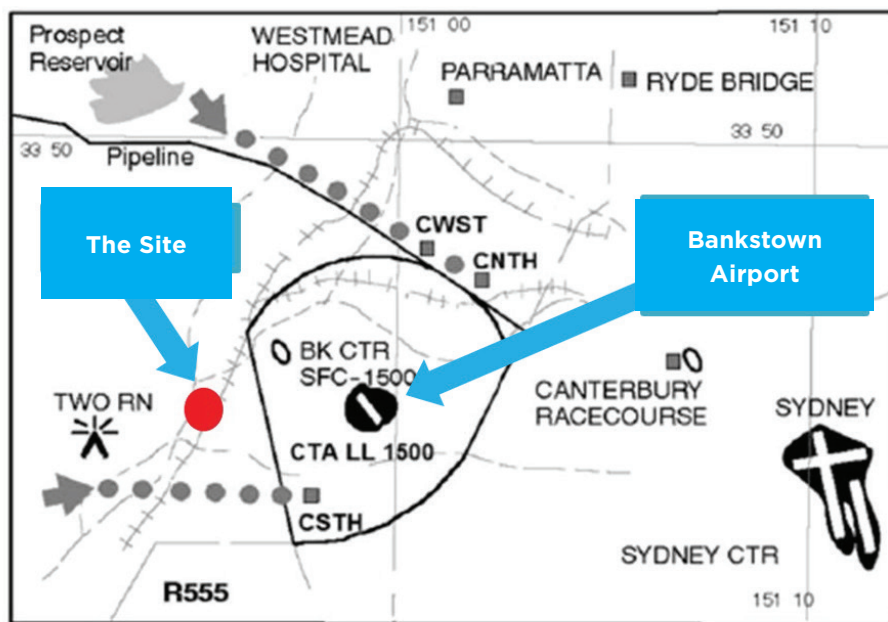 151 00
151 10
Prospect
Reservoir
WESTMEAD
HOSPITAL
PARRAMATTA
RYDE BRIDGE
33 50
33 50
Pipeline
The Site
CWST
CNTH
Bankstown
Airport
BK CTR
SFC-1500
TWO RN
CANTERBURY
RACECOURSE
SYDNEY
CTA LL 1500
CSTH
SYDNEY CTR
R555
151 10